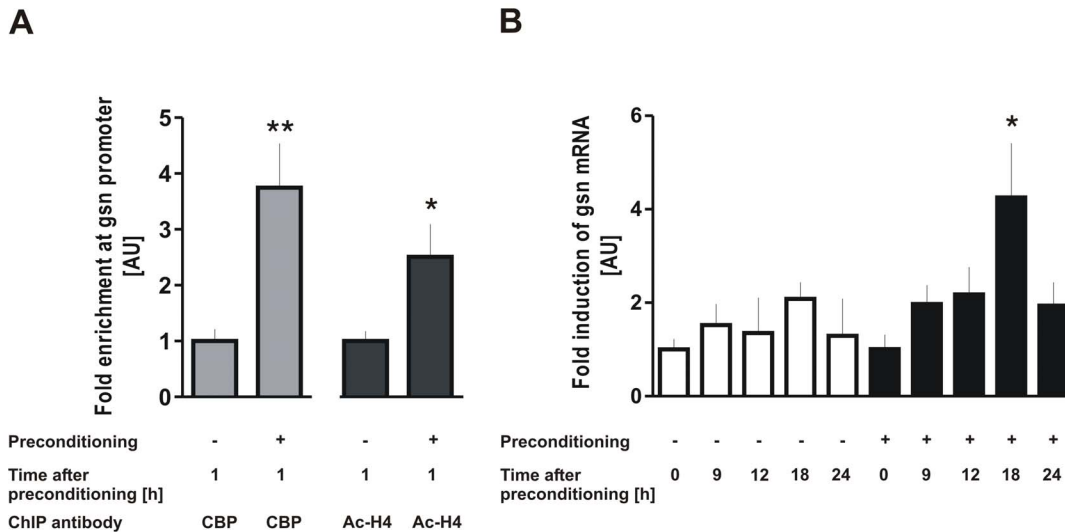 A
Fold enrichment at gsn promoter
[AU]
5
4
3
2
1
0
**
*
Preconditioning - + - +
Time after
preconditioning [h] 1 1 1 1
ChIP antibody CBP CBP Ac-H4 Ac-H4
B
Fold induction of gsn mRNA
[AU]
6
4
2
0
*
Preconditioning - - - - - + + + + +
Time after
preconditioning [h] 0 9 12 18 24 0 9 12 18 24